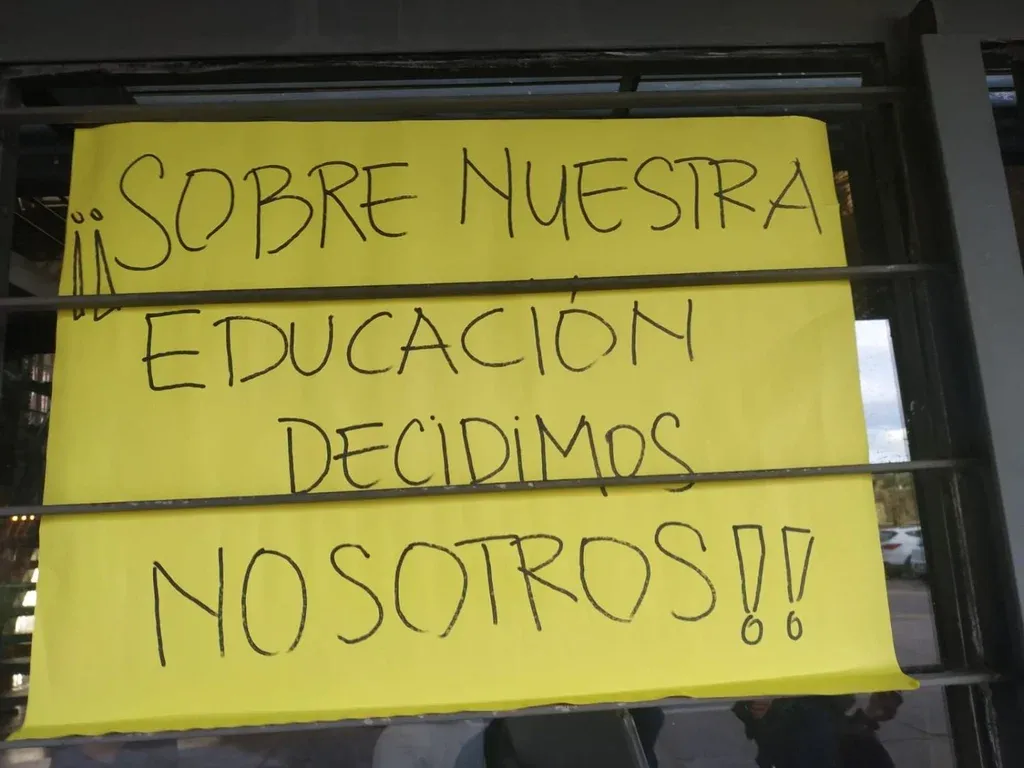 ¡¡SOBRE NUESTRA
EDUCACIÓN
DECIDIMOS
NOSOTROS!!